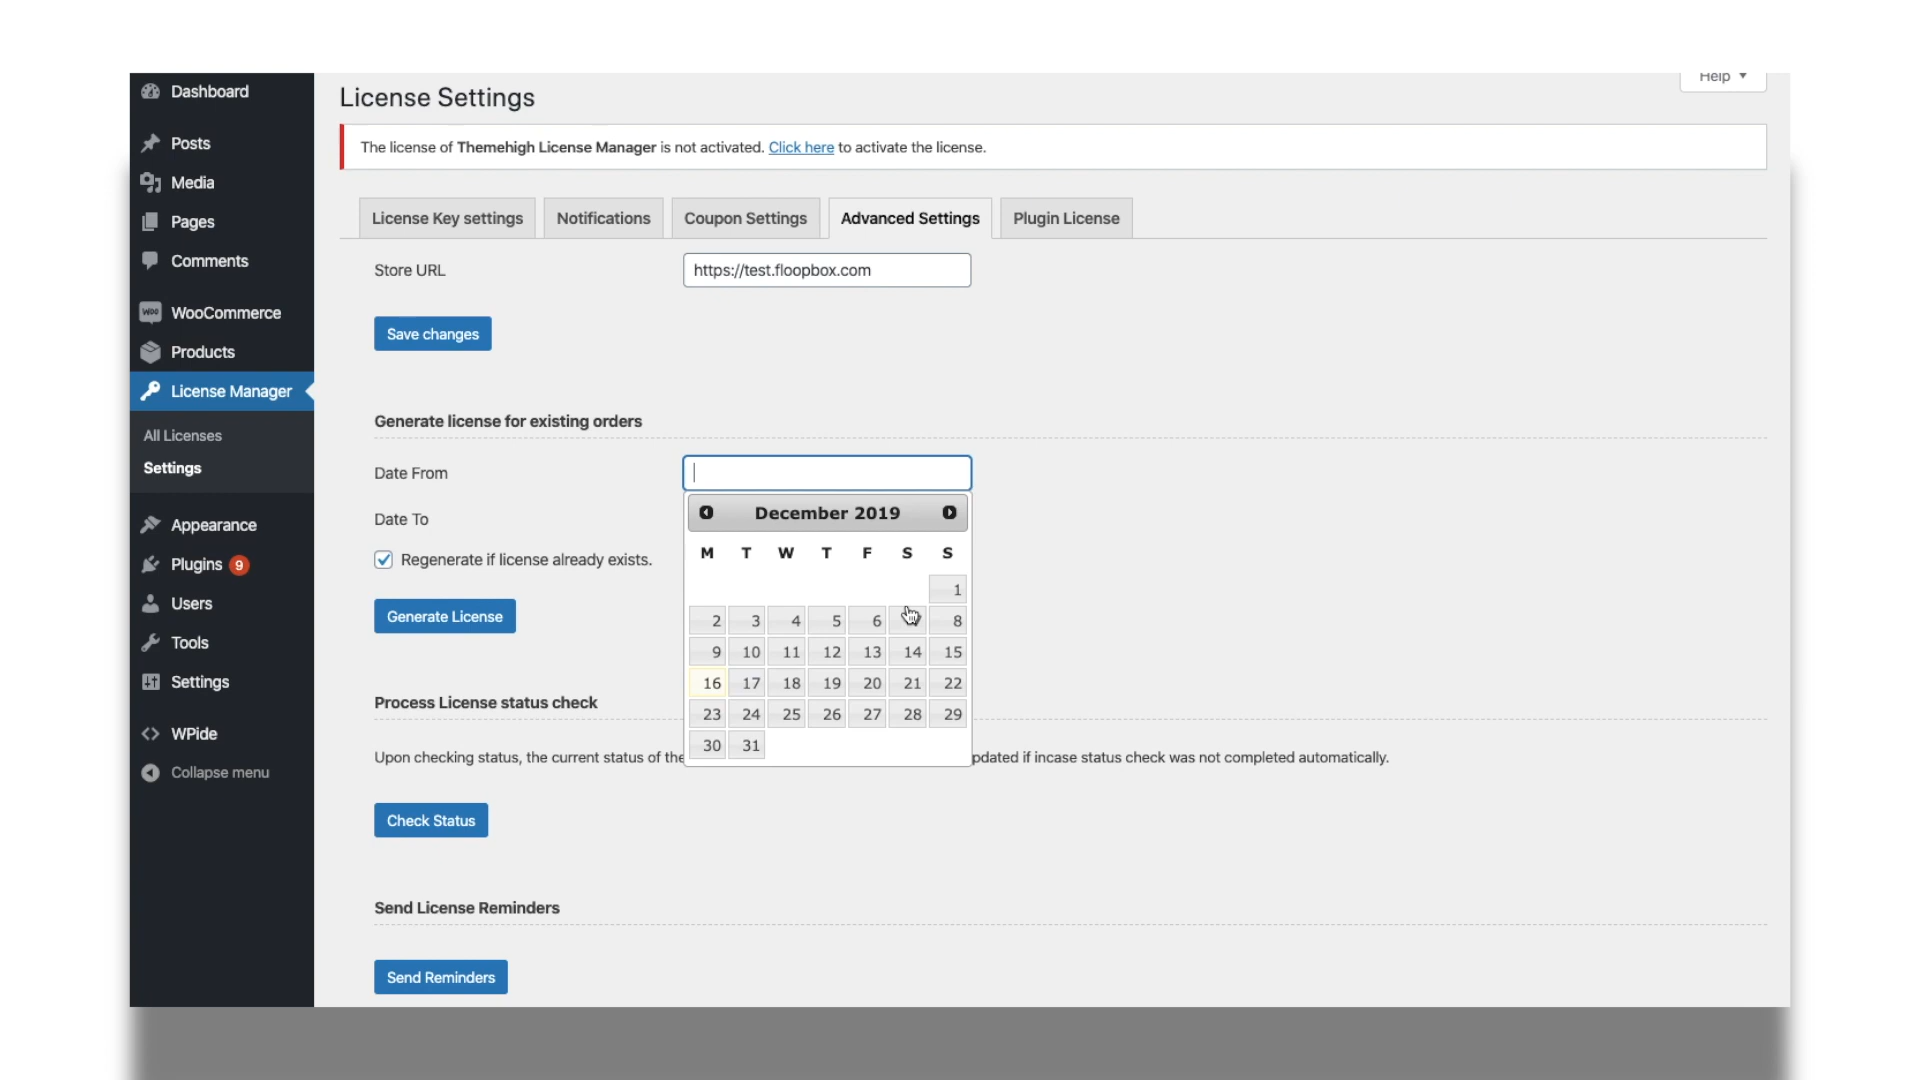 Help
Dashboard
Posts
Media
Pages
Comments
Woo WooCommerce
Products
License Manager
All Licenses
Settings
Appearance
Plugins 9
Users
Tools
Settings
WPide
Collapse menu
License Settings
The license of Themehigh License Manager is not activated. Click here to activate the license.
License Key settings Notifications Coupon Settings Advanced Settings Plugin License
Store URL https://test.floopbox.com
Save changes
Generate license for existing orders
Date From
Date To
Regenerate if license already exists.
Generate License
December 2019
M T W T F S S
1
2 3 4 5 6 8
9 10 11 12 13 14 15
16 17 18 19 20 21 22
23 24 25 26 27 28 29
30 31
Process License status check
Upon checking status, the current status of the pdated if incase status check was not completed automatically.
Check Status
Send License Reminders
Send Reminders